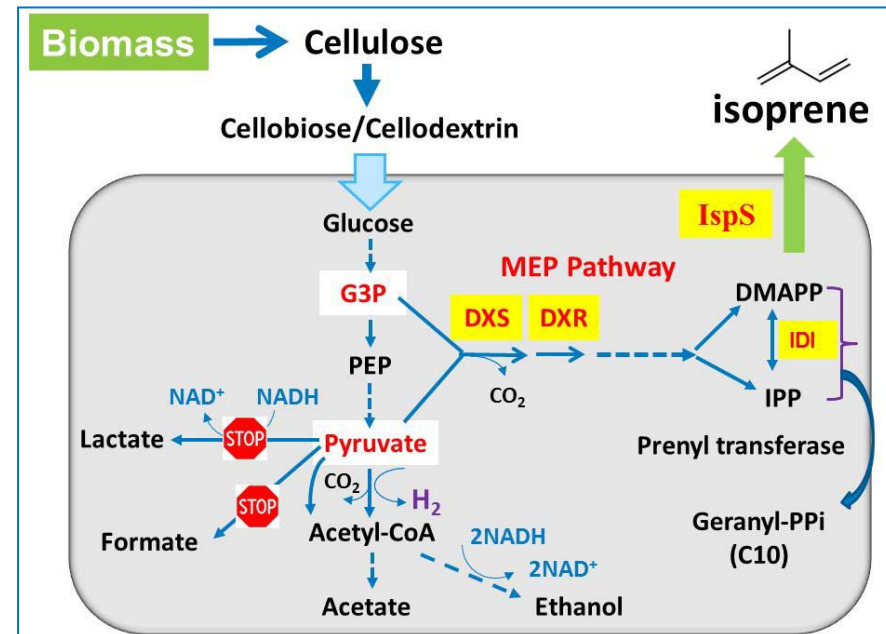 Biomass
Cellulose
isoprene
Cellobiose/Cellodextrin
Glucose
IspS
MEP Pathway
G3P
DXS
DXR
DMAPP
IDI
PEP
CO2
IPP
NAD+
NADH
Lactate
STOP
Pyruvate
Prenyl transferase
CO2
H2
STOP
Formate
Acetyl-CoA
2NADH
2NAD+
Geranyl-PPi
(C10)
Acetate
Ethanol